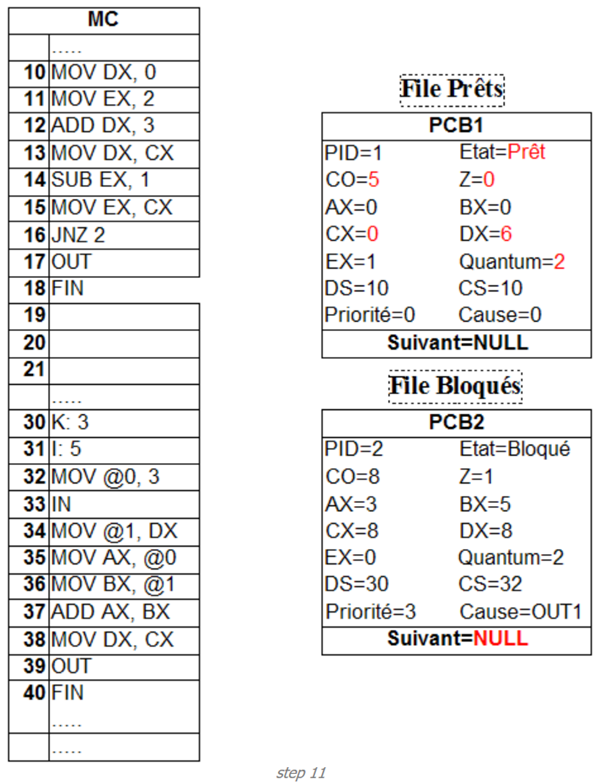 MC
.....
10 MOV DX, 0
11 MOV EX, 2
12 ADD DX, 3
13 MOV DX, CX
14 SUB EX, 1
15 MOV EX, CX
16 JNZ 2
17 OUT
18 FIN
19
20
21
.....
30 K: 3
31 I: 5
32 MOV @0, 3
33 IN
34 MOV @1, DX
35 MOV AX, @0
36 MOV BX, @1
37 ADD AX, BX
38 MOV DX, CX
39 OUT
40 FIN
.....
.....
File Prêts
PCB1
PID=1 Etat=Prêt
CO=5 Z=0
AX=0 BX=0
CX=0 DX=6
EX=1 Quantum=2
DS=10 CS=10
Priorité=0 Cause=0
Suivant=NULL
File Bloqués
PCB2
PID=2 Etat=Bloqué
CO=8 Z=1
AX=3 BX=5
CX=8 DX=8
EX=0 Quantum=2
DS=30 CS=32
Priorité=3 Cause=OUT1
Suivant=NULL
step 11